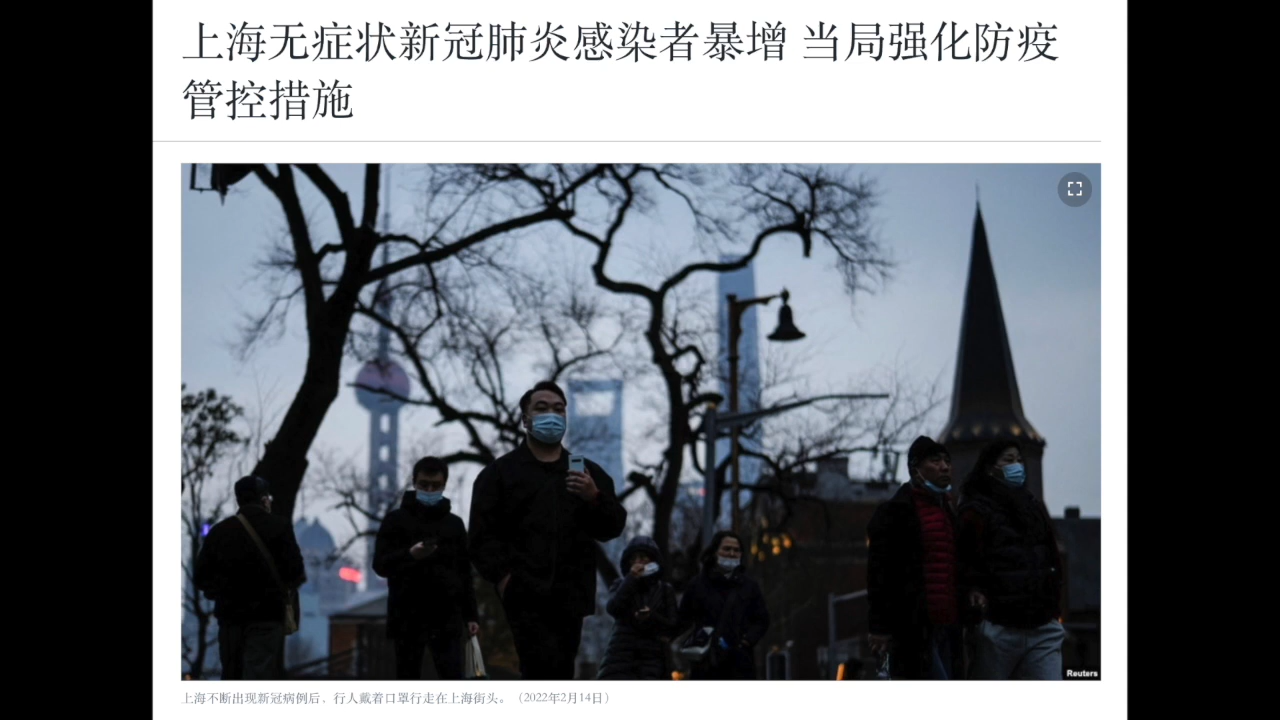 上海无症状新冠肺炎感染者暴增 当局强化防疫
管控措施
Reuters
上海不断出现新冠病例后，行人戴着口罩行走在上海街头。（2022年2月14日）